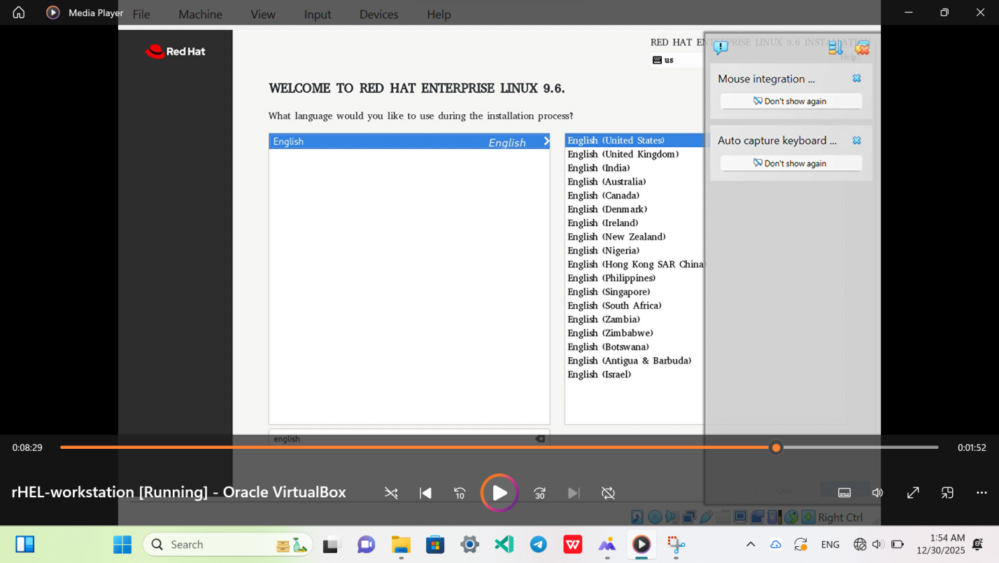 Media Player
File Machine View Input Devices Help
Red Hat
RED HAT ENTERPRISE LINUX 9.6 INSTALLATION
us
Help!
WELCOME TO RED HAT ENTERPRISE LINUX 9.6.
What language would you like to use during the installation process?
English English
English (United States)
English (United Kingdom)
English (India)
English (Australia)
English (Canada)
English (Denmark)
English (Ireland)
English (New Zealand)
English (Nigeria)
English (Hong Kong SAR China)
English (Philippines)
English (Singapore)
English (South Africa)
English (Zambia)
English (Zimbabwe)
English (Botswana)
English (Antigua & Barbuda)
English (Israel)
Mouse integration ...
Don't show again
Auto capture keyboard ...
Don't show again
english
0:08:29
0:01:52
rHEL-workstation [Running] - Oracle VirtualBox
10
30
Quit
Right Ctrl
Search
ENG
1:54 AM
12/30/2025